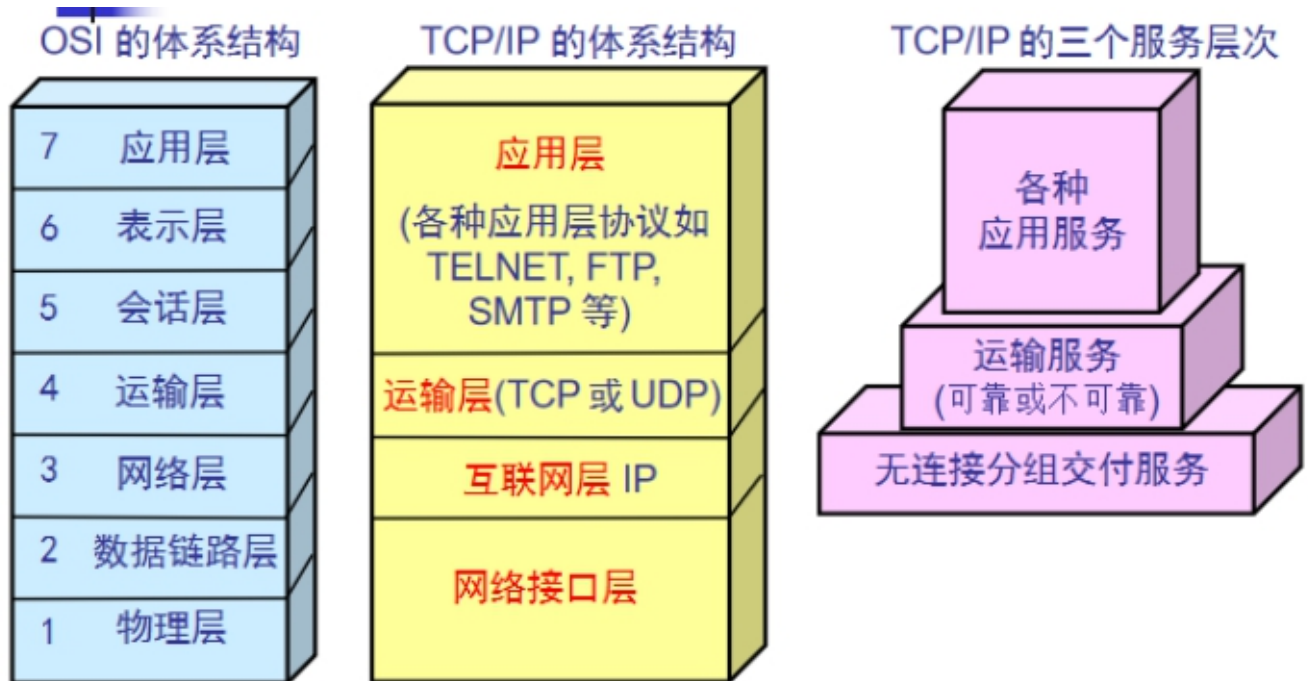 OSI 的体系结构
7 应用层
6 表示层
5 会话层
4 运输层
3 网络层
2 数据链路层
1 物理层
TCP/IP 的体系结构
应用层
(各种应用层协议如
TELNET, FTP,
SMTP 等)
运输层(TCP 或 UDP)
互联网层 IP
网络接口层
TCP/IP 的三个服务层次
各种
应用服务
运输服务
(可靠或不可靠)
无连接分组交付服务